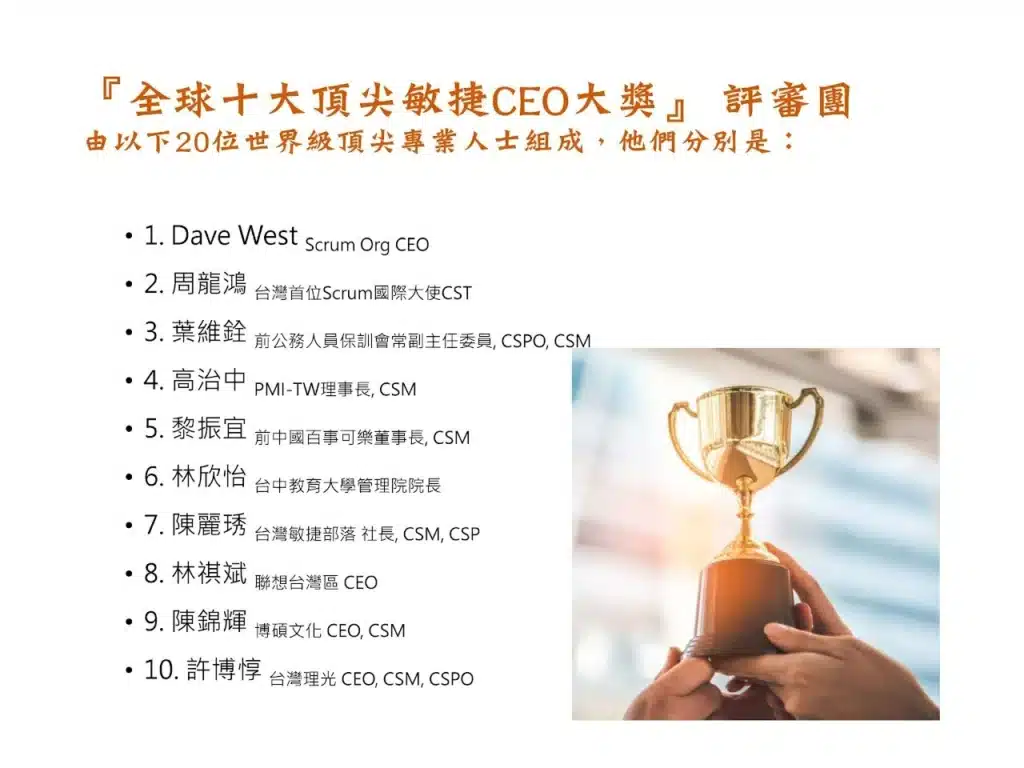 『全球十大頂尖敏捷CEO大獎』 評審團
由以下20位世界級頂尖專業人士組成，他們分別是：
• 1. Dave West Scrum Org CEO
• 2. 周龍鴻 台灣首位Scrum國際大使CST
• 3. 葉維銓 前公務人員保訓會常副主任委員, CSPO, CSM
• 4. 高治中 PMI-TW理事長, CSM
• 5. 黎振宜 前中國百事可樂董事長, CSM
• 6. 林欣怡 台中教育大學管理院院長
• 7. 陳麗琇 台灣敏捷部落 社長, CSM, CSP
• 8. 林祺斌 聯想台灣區 CEO
• 9. 陳錦輝 博碩文化 CEO, CSM
• 10. 許博惇 台灣理光 CEO, CSM, CSPO